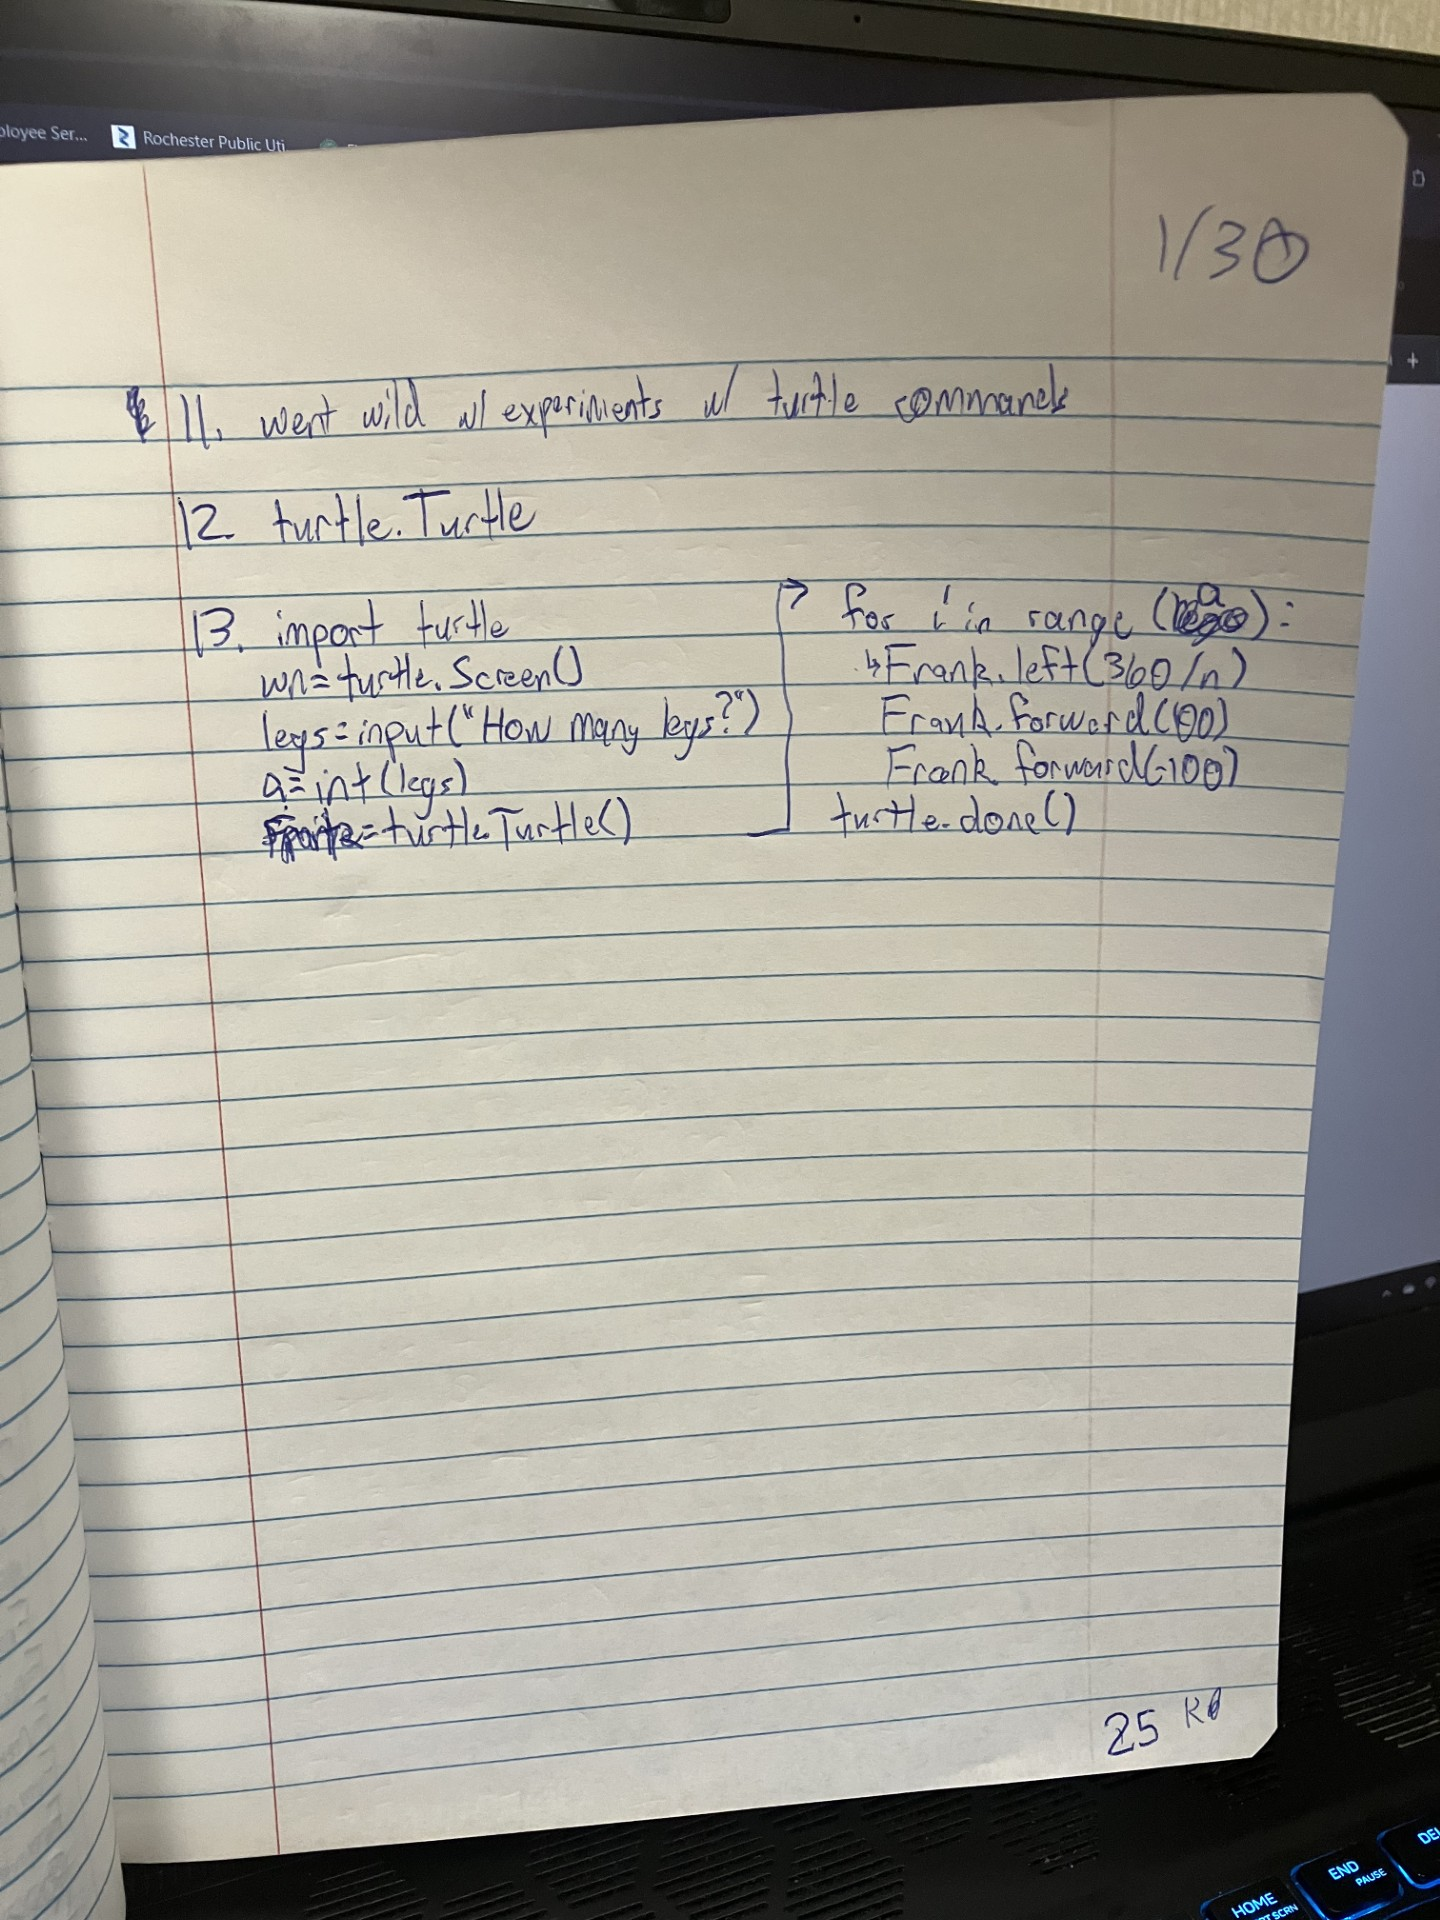 ployee Ser...
Rochester Public Uti
1/30
11. went wild w/ experiments w/ turtle commands
12. turtle.Turtle
13. import turtle
wn=turtle.Screen()
legs=input("How many legs?")
a=int(legs)
=turtle.Turtle()
for i in range (a):
↳Frank.left(360/n)
Frank.forward(100)
Frank.forward(-100)
turtle.done()
25
HOME
END
PAUSE